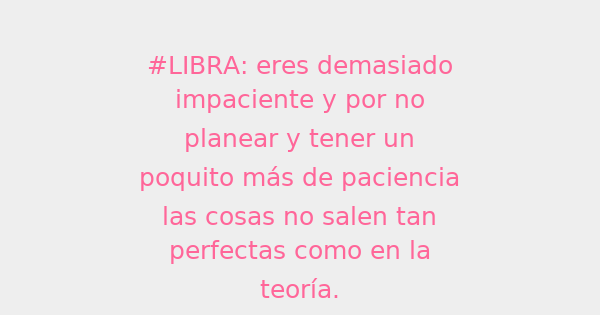 #LIBRA: eres demasiado
impaciente y por no
planear y tener un
poquito más de paciencia
las cosas no salen tan
perfectas como en la
teoría.